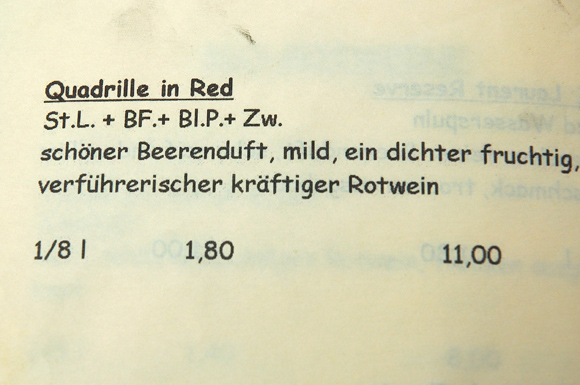 Quadrille in Red
St.L. + BF.+ Bl.P.+ Zw.
schöner Beerenduft, mild, ein dichter fruchtig,
verführerischer kräftiger Rotwein
1/8 l 1,80 11,00